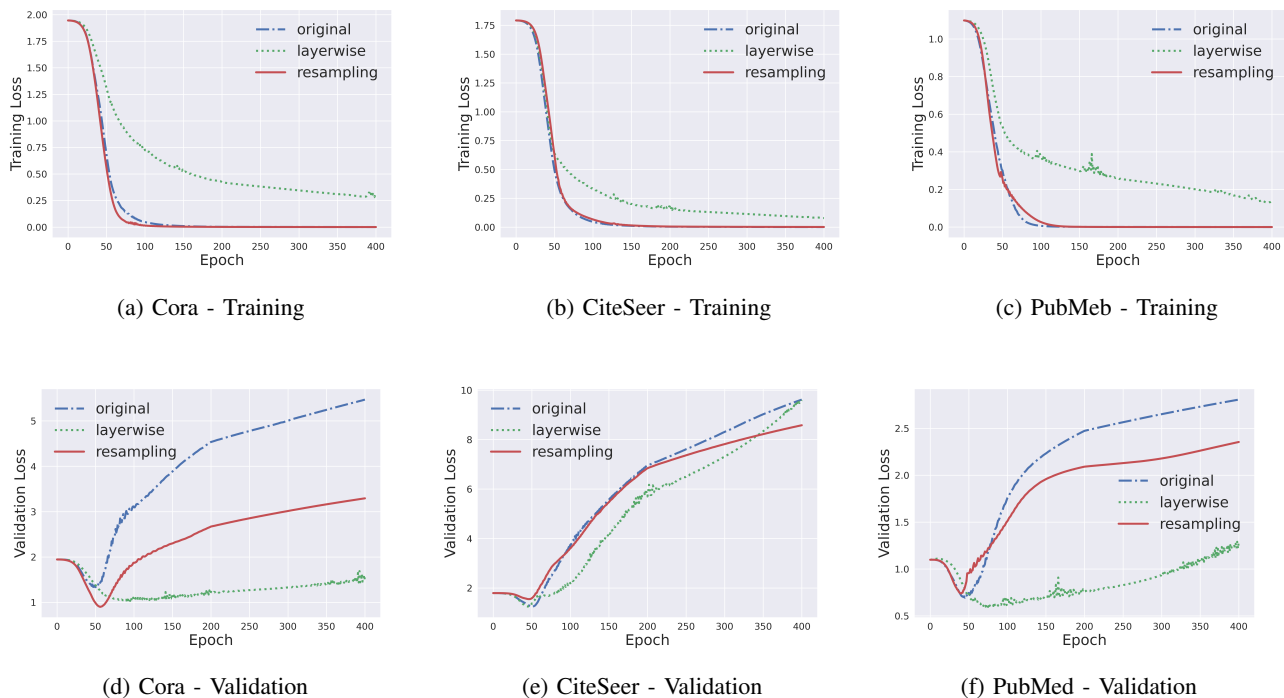 2.00
1.75
1.50
1.25
1.00
0.75
0.50
0.25
0.00
Training Loss
original
layerwise
resampling
0 50 100 150 200 250 300 350 400
Epoch
(a) Cora - Training
1.75
1.50
1.25
1.00
0.75
0.50
0.25
0.00
Training Loss
original
layerwise
resampling
0 50 100 150 200 250 300 350 400
Epoch
(b) CiteSeer - Training
1.0
0.8
0.6
0.4
0.2
0.0
Training Loss
original
layerwise
resampling
0 50 100 150 200 250 300 350 400
Epoch
(c) PubMeb - Training
5
4
3
2
1
Validation Loss
original
layerwise
resampling
0 50 100 150 200 250 300 350 400
Epoch
(d) Cora - Validation
10
8
6
4
2
Validation Loss
original
layerwise
resampling
0 50 100 150 200 250 300 350 400
Epoch
(e) CiteSeer - Validation
2.5
2.0
1.5
1.0
0.5
Validation Loss
original
layerwise
resampling
0 50 100 150 200 250 300 350 400
Epoch
(f) PubMed - Validation